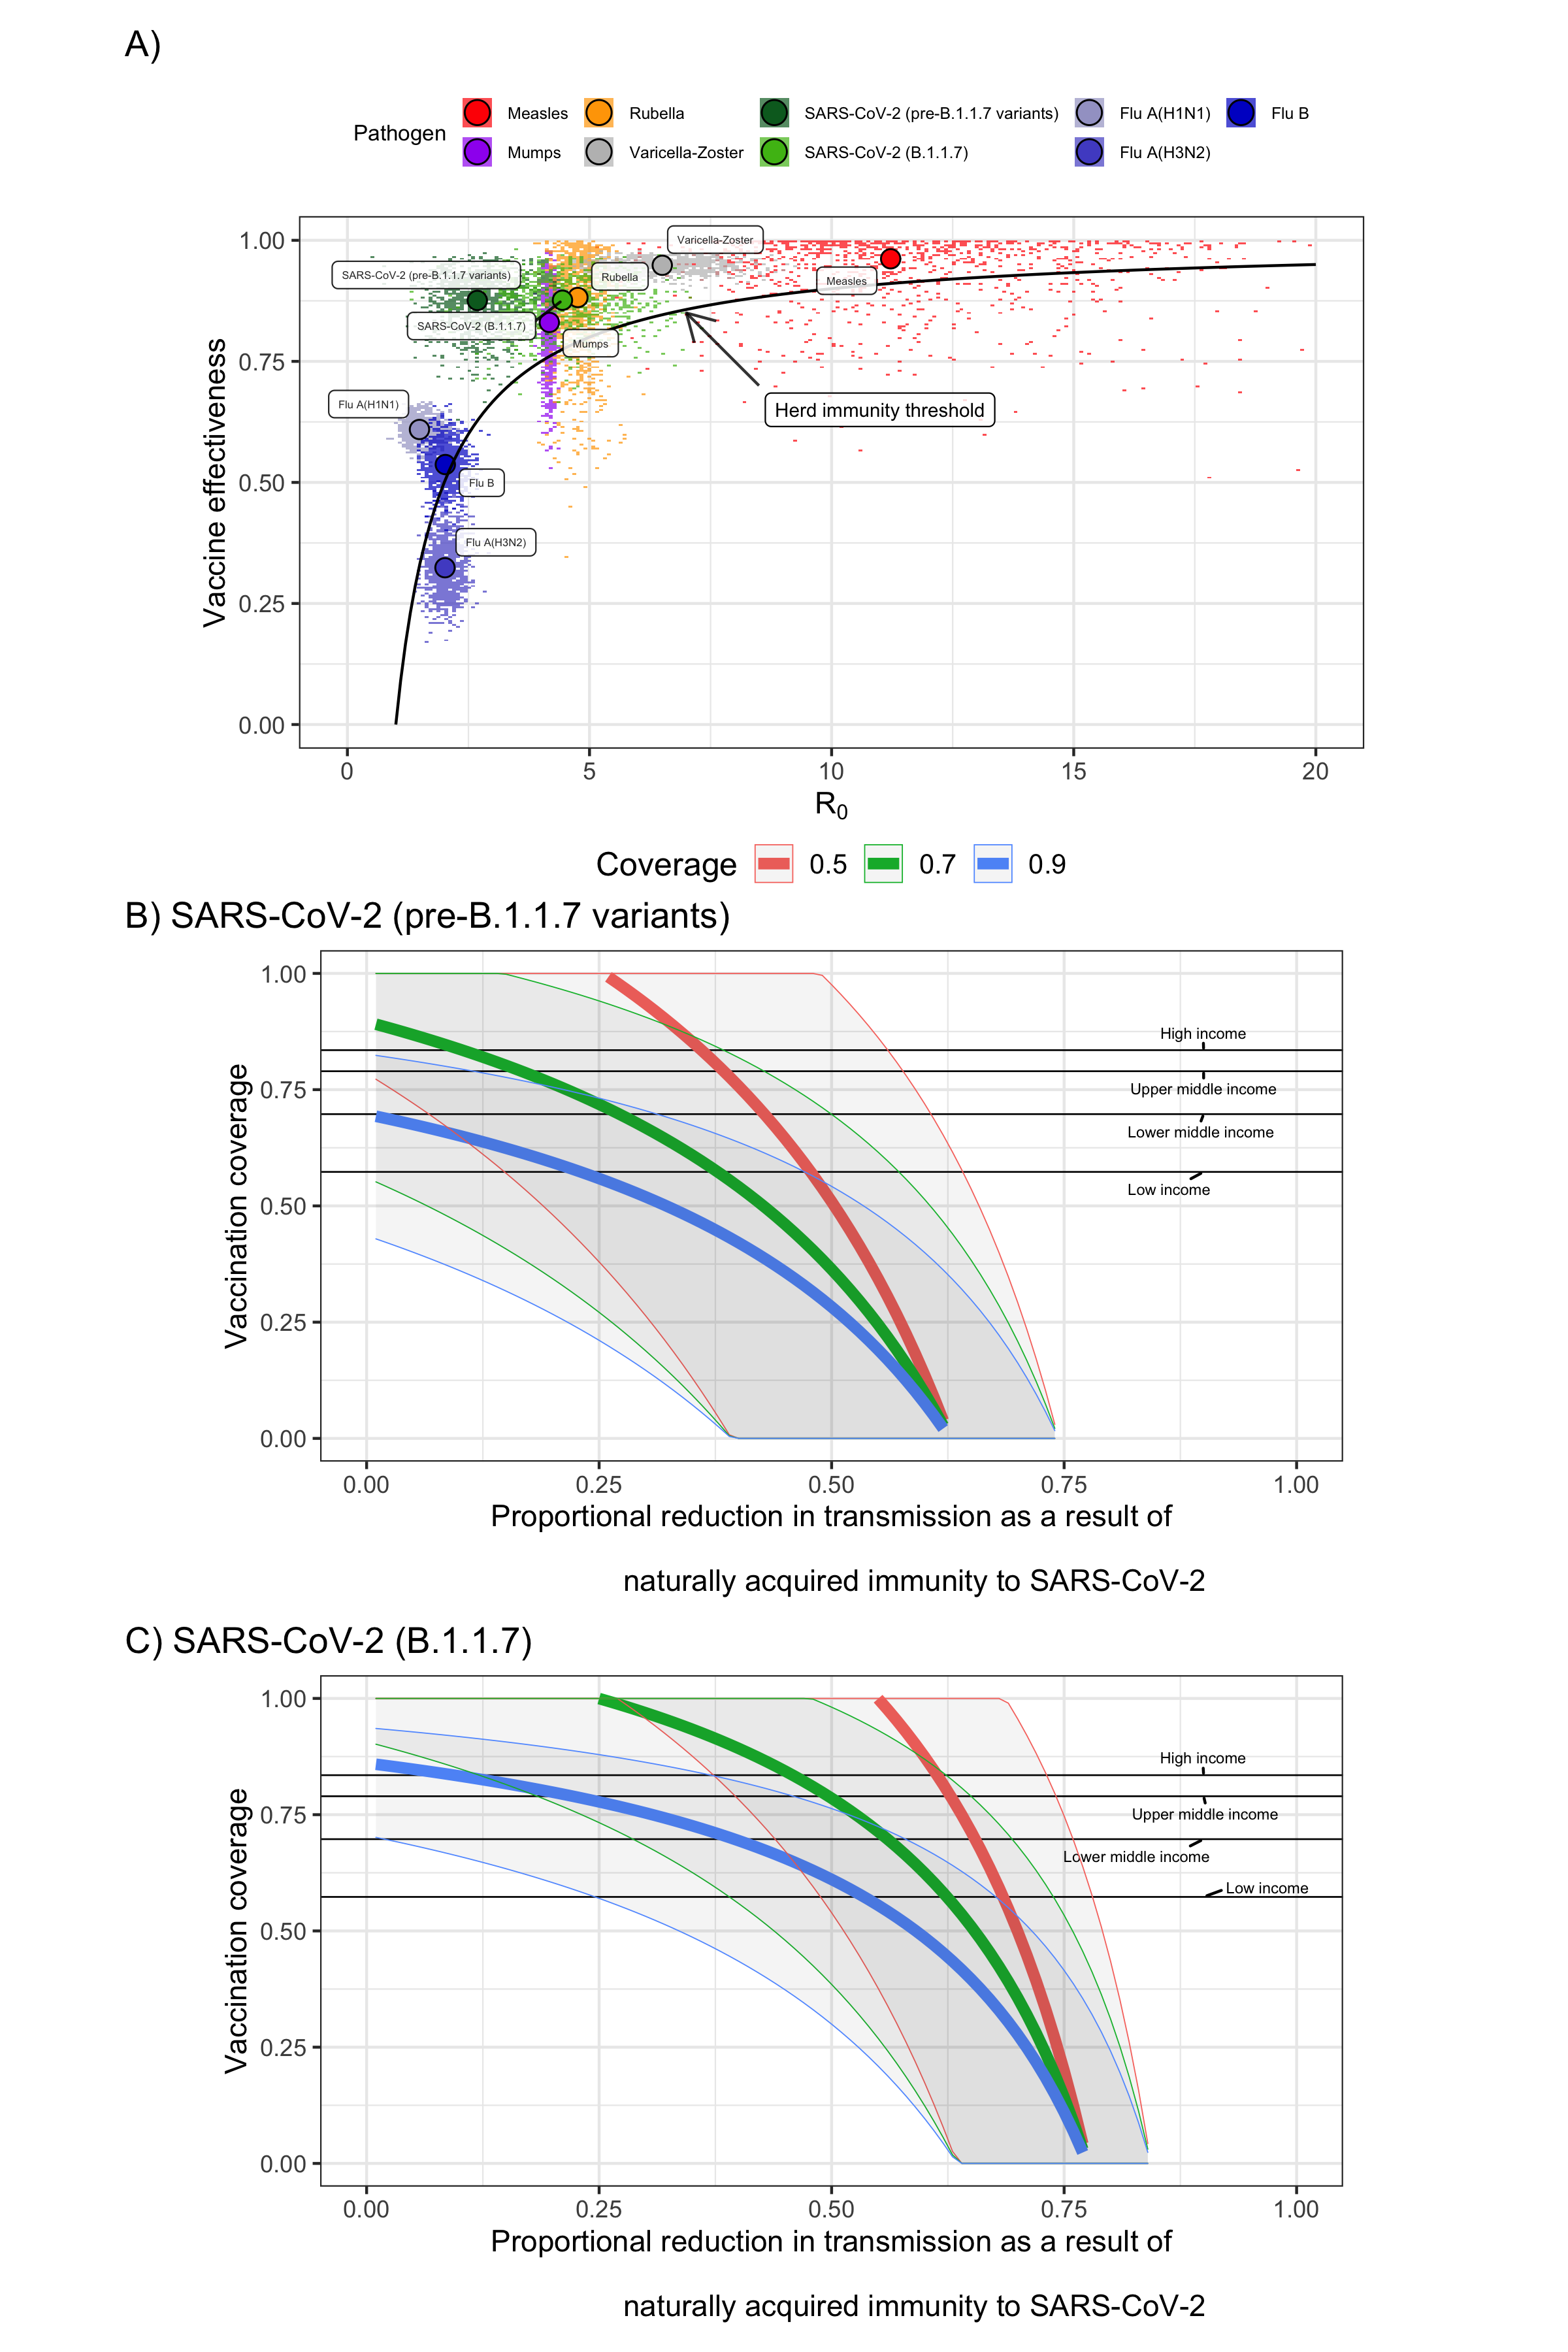 A)
Pathogen
Measles
Rubella
SARS-CoV-2 (pre-B.1.1.7 variants)
Flu A(H1N1)
Flu B
Mumps
Varicella-Zoster
SARS-CoV-2 (B.1.1.7)
Flu A(H3N2)
Vaccine effectiveness
1.00
0.75
0.50
0.25
0.00
Varicella-Zoster
SARS-CoV-2 (pre-B.1.1.7 variants)
Rubella
Measles
SARS-CoV-2 (B.1.1.7)
Mumps
Flu A(H1N1)
Herd immunity threshold
Flu B
Flu A(H3N2)
0 5 10 15 20
R0
Coverage 0.5 0.7 0.9
B) SARS-CoV-2 (pre-B.1.1.7 variants)
Vaccination coverage
1.00
0.75
0.50
0.25
0.00
High income
Upper middle income
Lower middle income
Low income
0.00 0.25 0.50 0.75 1.00
Proportional reduction in transmission as a result of
naturally acquired immunity to SARS-CoV-2
C) SARS-CoV-2 (B.1.1.7)
Vaccination coverage
1.00
0.75
0.50
0.25
0.00
High income
Upper middle income
Lower middle income
Low income
0.00 0.25 0.50 0.75 1.00
Proportional reduction in transmission as a result of
naturally acquired immunity to SARS-CoV-2